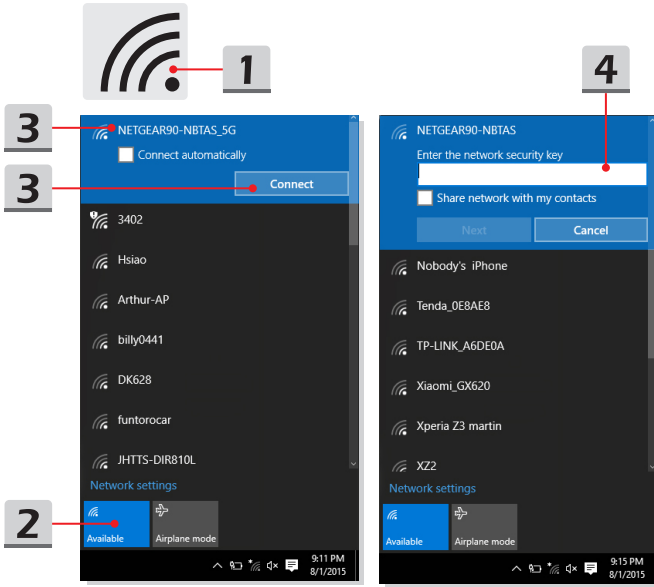 1
3
NETGEAR90-NBTAS_5G
Connect automatically
3
Connect
3402
Hsiao
Arthur-AP
billy0441
DK628
funtorocar
JHTTS-DIR810L
Network settings
2
Available
Airplane mode
9:11 PM
8/1/2015
4
NETGEAR90-NBTAS
Enter the network security key
Share network with my contacts
Next
Cancel
Nobody's iPhone
Tenda_0E8AE8
TP-LINK_A6DE0A
Xiaomi_GX620
Xperia Z3 martin
XZ2
Network settings
Available
Airplane mode
9:15 PM
8/1/2015